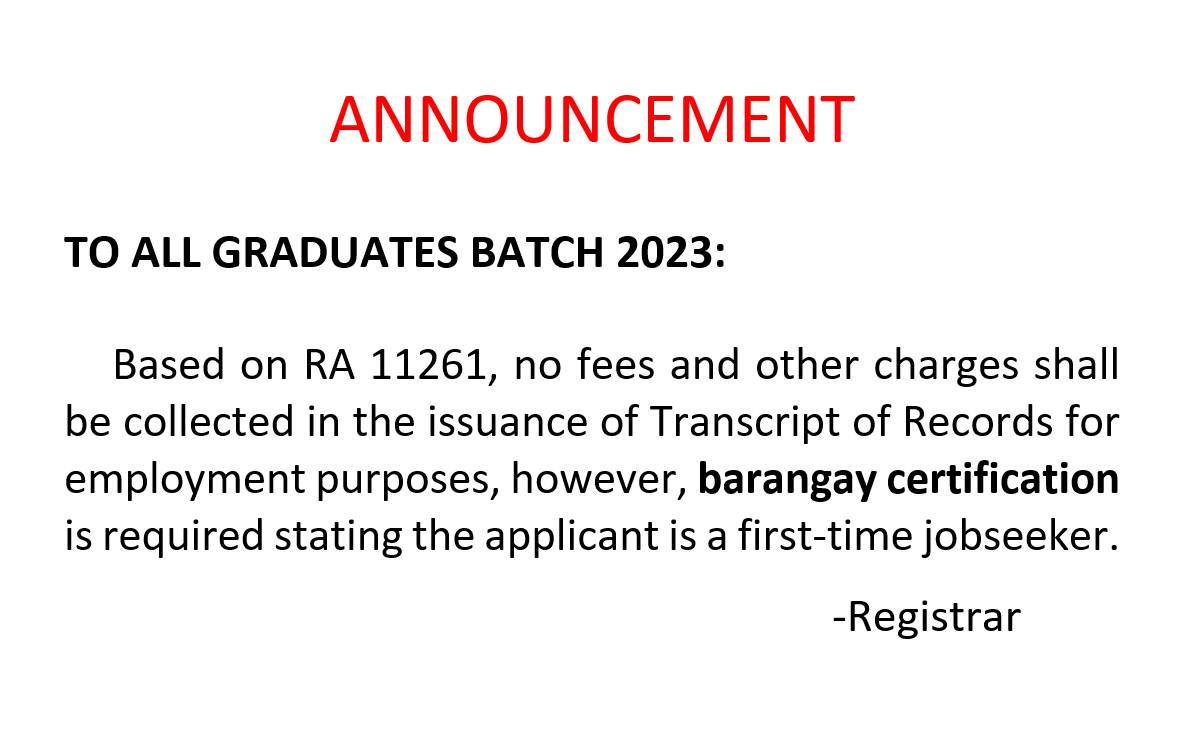 ANNOUNCEMENT
TO ALL GRADUATES BATCH 2023:
Based on RA 11261, no fees and other charges shall
be collected in the issuance of Transcript of Records for
employment purposes, however, barangay certification
is required stating the applicant is a first-time jobseeker.
-Registrar